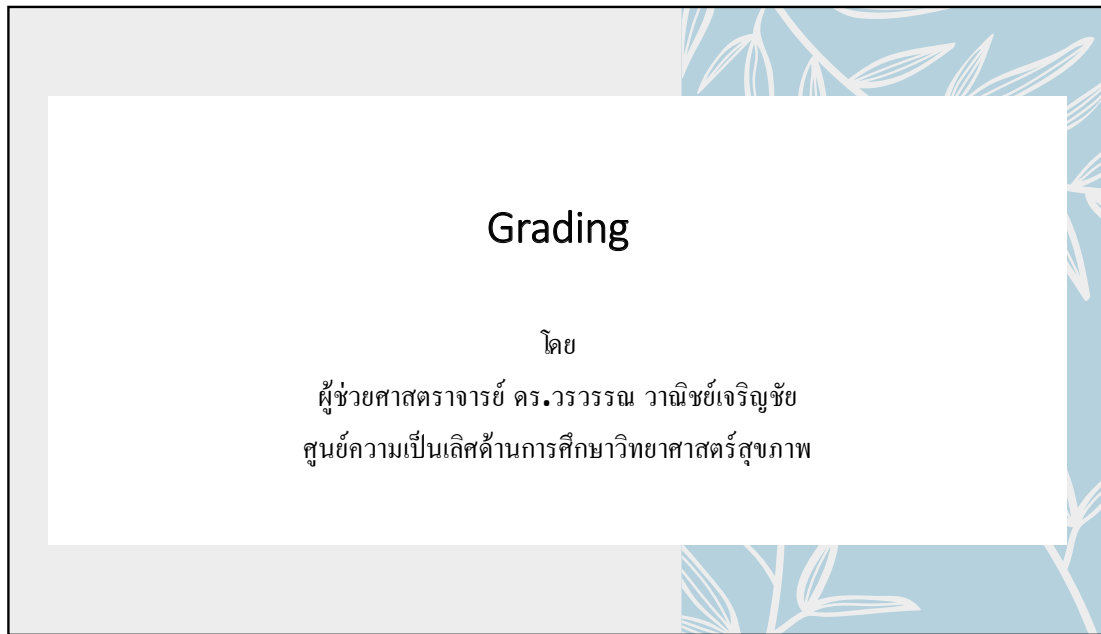 Grading
โดย
ผู้ช่วยศาสตราจารย์ ดร.วรวรรณ วาณิชย์เจริญชัย
ศูนย์ความเป็นเลิศด้านการศึกษาวิทยาศาสตร์สุขภาพ